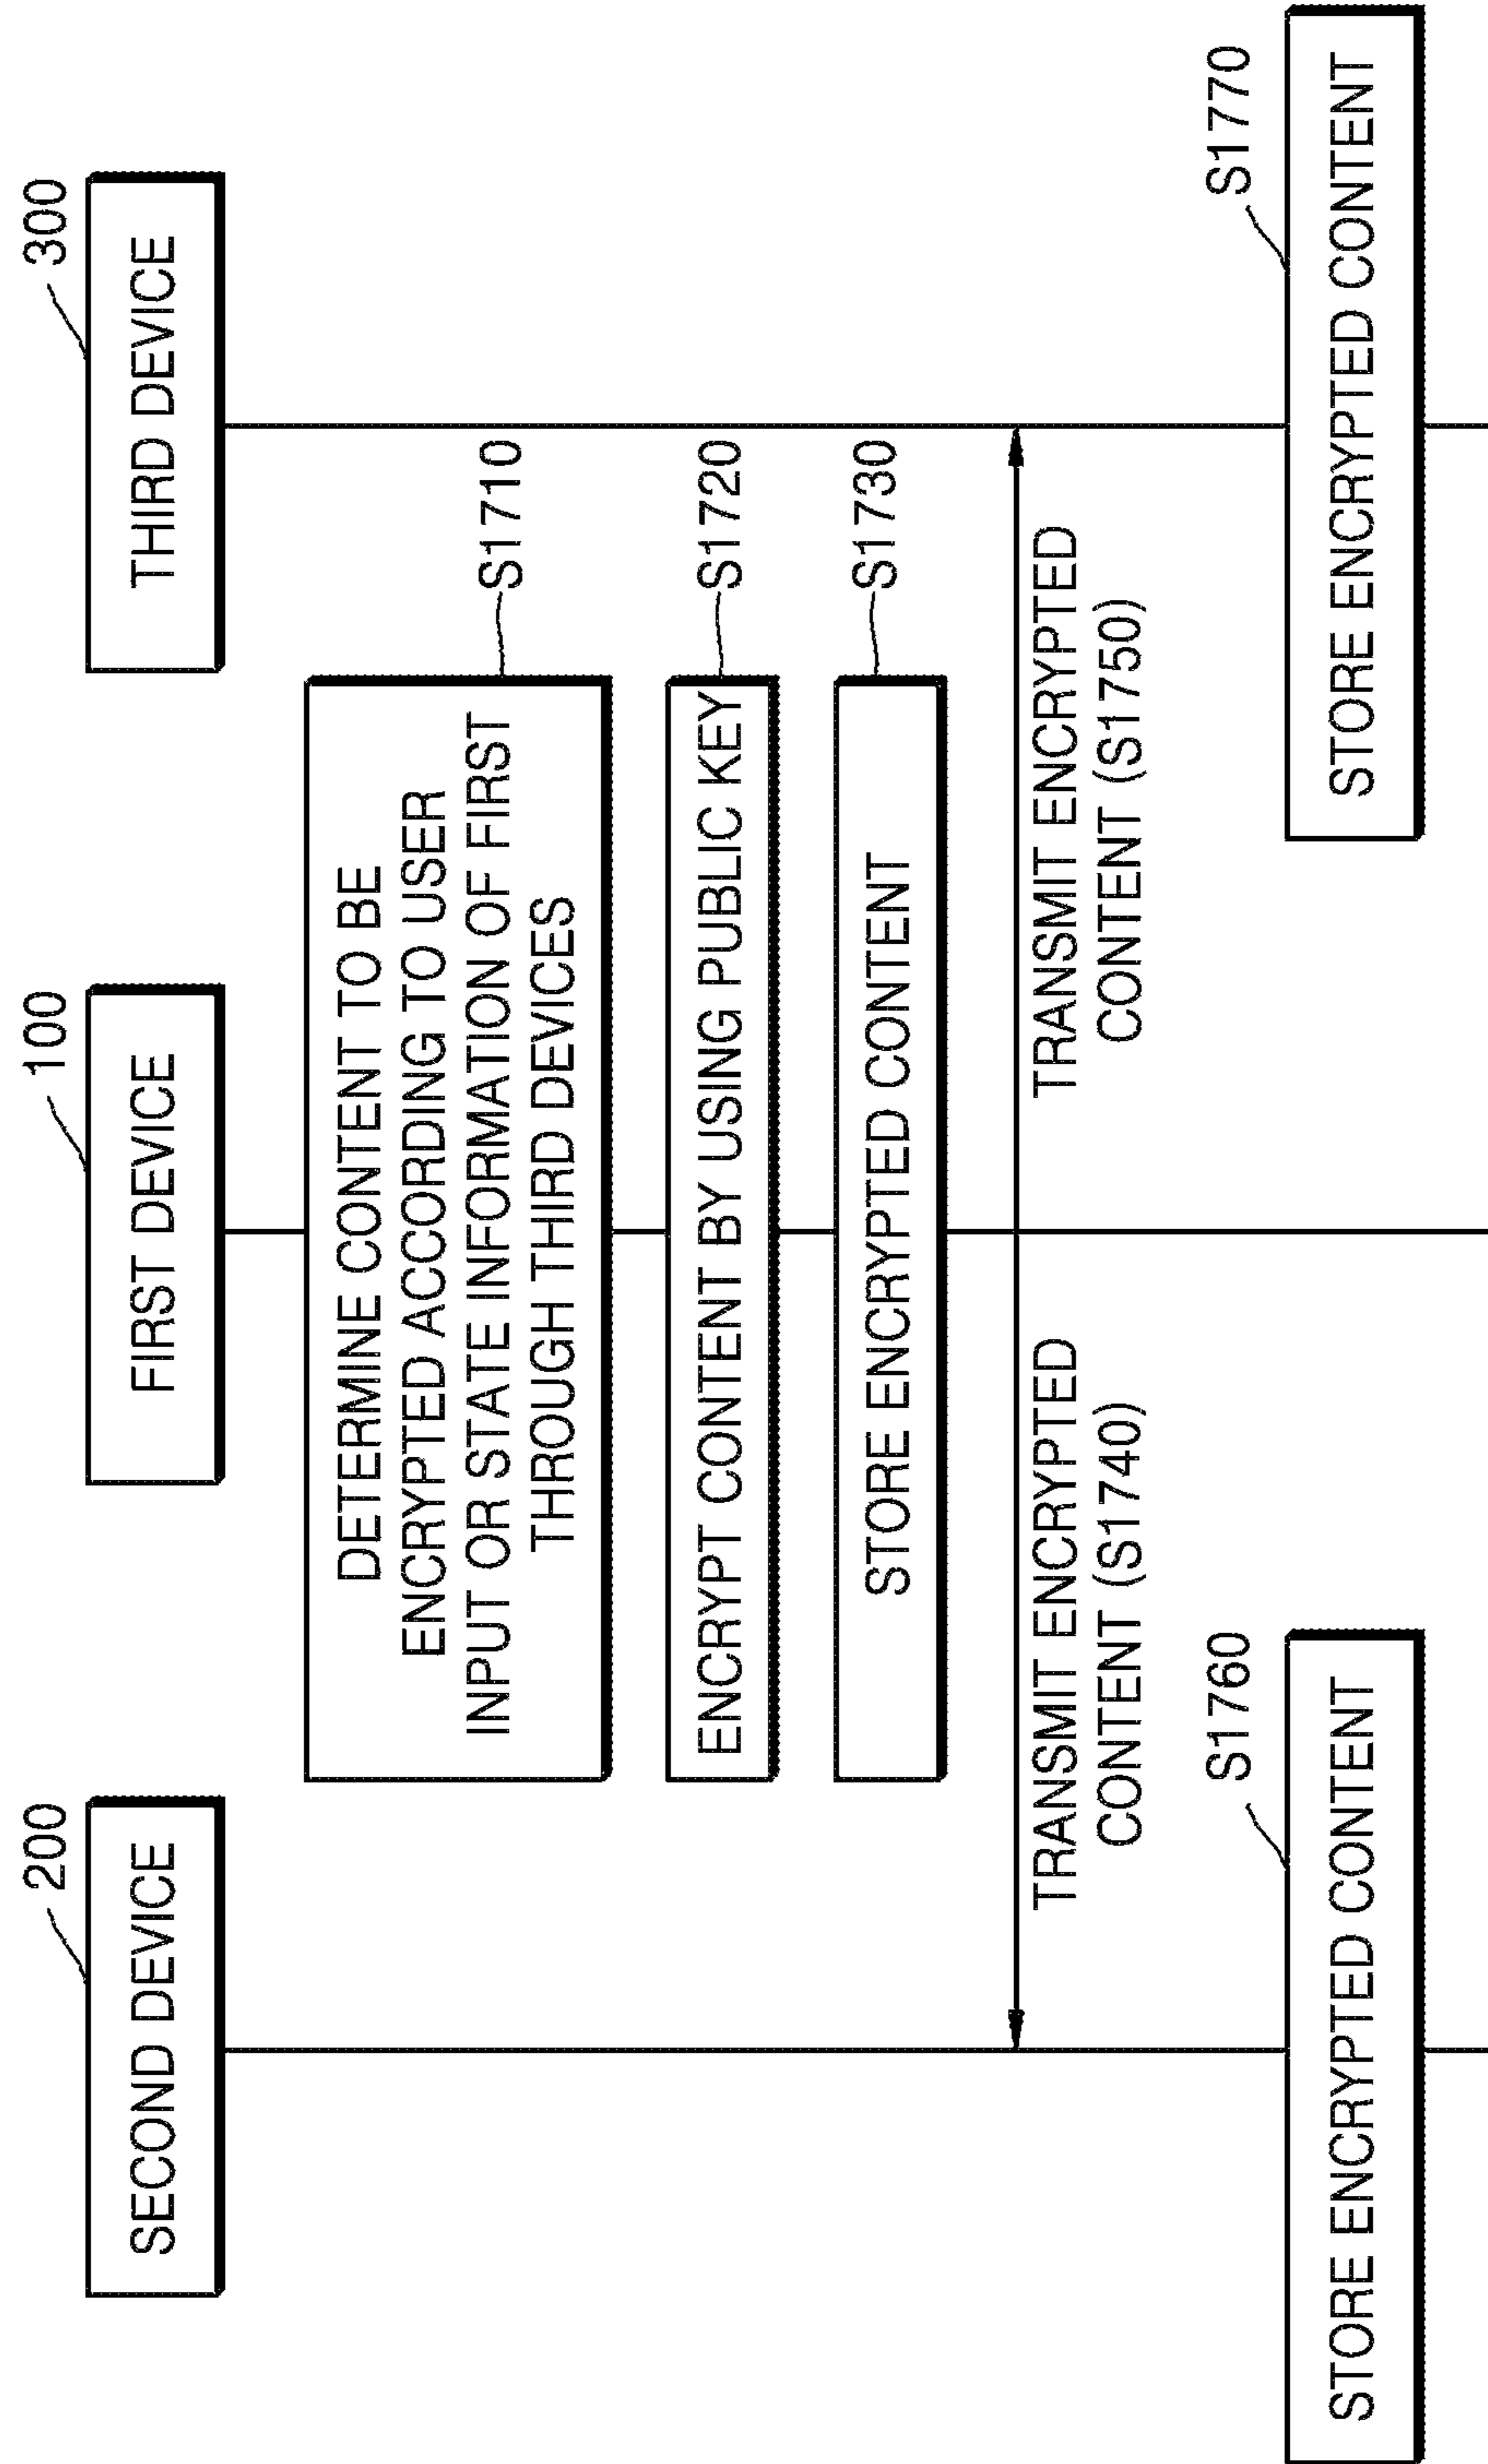 200
SECOND DEVICE
100
FIRST DEVICE
300
THIRD DEVICE
DETERMINE CONTENT TO BE
ENCRYPTED ACCORDING TO USER
INPUT OR STATE INFORMATION OF FIRST
THROUGH THIRD DEVICES
S1710
ENCRYPT CONTENT BY USING PUBLIC KEY
S1720
STORE ENCRYPTED CONTENT
S1730
TRANSMIT ENCRYPTED
CONTENT (S1740)
TRANSMIT ENCRYPTED
CONTENT (S1750)
S1760
STORE ENCRYPTED CONTENT
S1770
STORE ENCRYPTED CONTENT